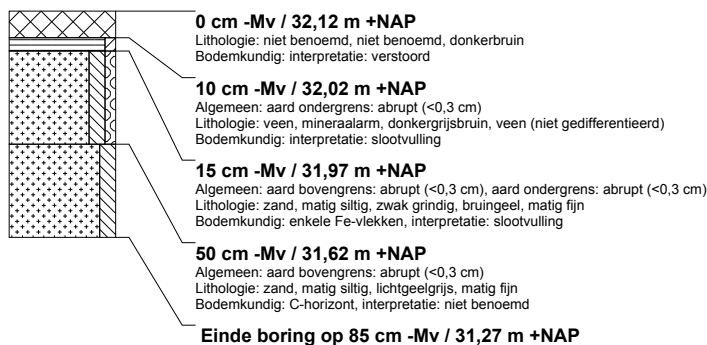 0 cm -Mv / 32,12 m +NAP
Lithologie: niet benoemd, niet benoemd, donkerbruin
Bodemkundig: interpretatie: verstoord
10 cm -Mv / 32,02 m +NAP
Algemeen: aard ondergrens: abrupt (<0,3 cm)
Lithologie: veen, mineraalarm, donkergrijsbruin, veen (niet gedifferentieerd)
Bodemkundig: interpretatie: slootvulling
15 cm -Mv / 31,97 m +NAP
Algemeen: aard bovengrens: abrupt (<0,3 cm), aard ondergrens: abrupt (<0,3 cm)
Lithologie: zand, matig siltig, zwak grindig, bruingeel, matig fijn
Bodemkundig: enkele Fe-vlekken, interpretatie: slootvulling
50 cm -Mv / 31,62 m +NAP
Algemeen: aard bovengrens: abrupt (<0,3 cm)
Lithologie: zand, matig siltig, lichtgeelgrijs, matig fijn
Bodemkundig: C-horizont, interpretatie: niet benoemd
Einde boring op 85 cm -Mv / 31,27 m +NAP